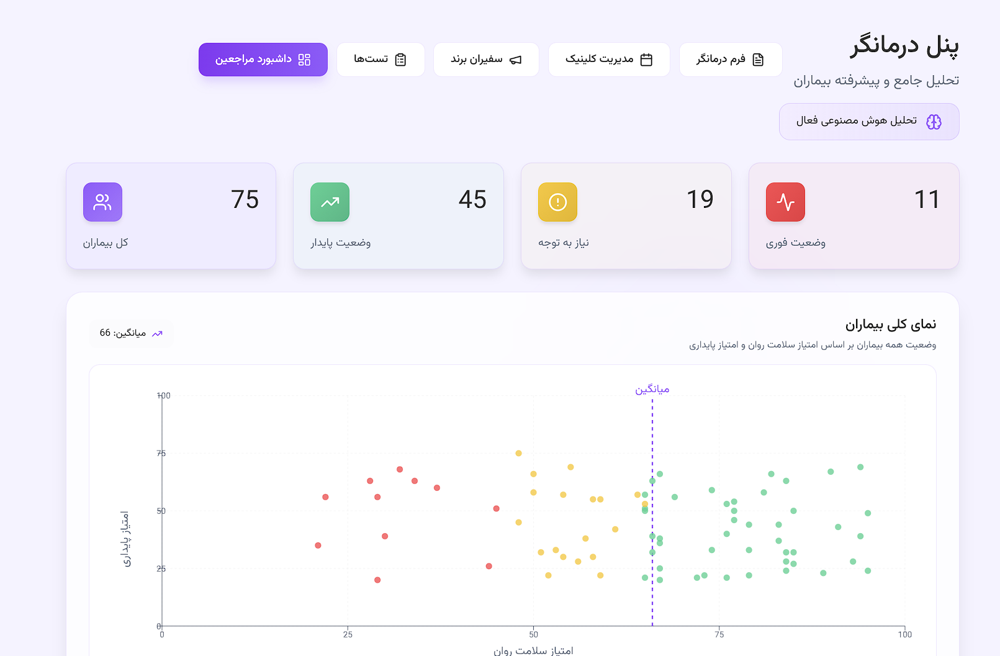 پنل درمانگر
تحلیل جامع و پیشرفته بیماران
فرم درمانگر
مدیریت کلینیک
سفیران برند
تست‌ها
داشبورد مراجعین
تحلیل هوش مصنوعی فعال
11
وضعیت فوری
19
نیاز به توجه
45
وضعیت پایدار
75
کل بیماران
نمای کلی بیماران
وضعیت همه بیماران بر اساس امتیاز سلامت روان و امتیاز پایداری
میانگین: 66
میانگین
100
75
50
25
0
امتیاز پایداری
0 25 50 75 100
امتیاز سلامت روان